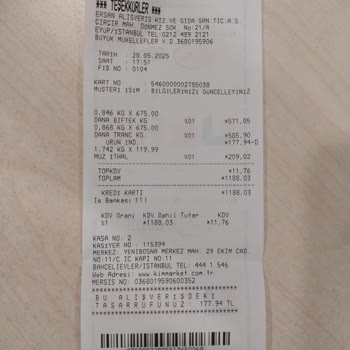 *** TEŞEKKÜRLER ***
ERSAN ALIŞVERİŞ HİZ.VE GIDA SAN.TİC.A.S.
ÇIRÇIR MAH. DÖNMEZ SOK. No:21/A
EYÜP/İSTANBUL Tel:0212 489 2121
BÜYÜK MÜKELLEFLER V.D.3680195906
TARİH : 28.05.2025
SAAT : 17:51
FİŞ NO : 0104
KART NO : 5460000002785038
MÜŞTERİ İSİM : BİLGİLERİNİZİ GÜNCELLEYİNİZ
0,846 KG X 675.00
DANA BİFTEK KG %01 *571,05
0,868 KG X 675.00
DANA TRANÇ KG %01 *585,90
ÜRÜN İND. *177,94-D
1,742 KG X 119,99
MUZ İTHAL %01 *209,02
TOPKDV *11,76
TOPLAM *1188,03
KREDİ KARTI *1188,03
İs Bankası (1)
KDV Oranı KDV Dahil Tutar KDV
%1 *1188,03 *11,76
KASA NO: 2
KASİYER NO : 115394
MERKEZ: YENİBOSNA MERKEZ MAH. 29 EKİM CAD.
NO:11/C İÇ KAPI NO:11
BAHÇELİEVLER/İSTANBUL TEL: 444 1 546
Web Adresi: www.kimmarket.com.tr
MERSİS NO: 0368019590600352
BU ALIŞVERİŞDEKİ
TASARRUFUNUZ 177.94 TL